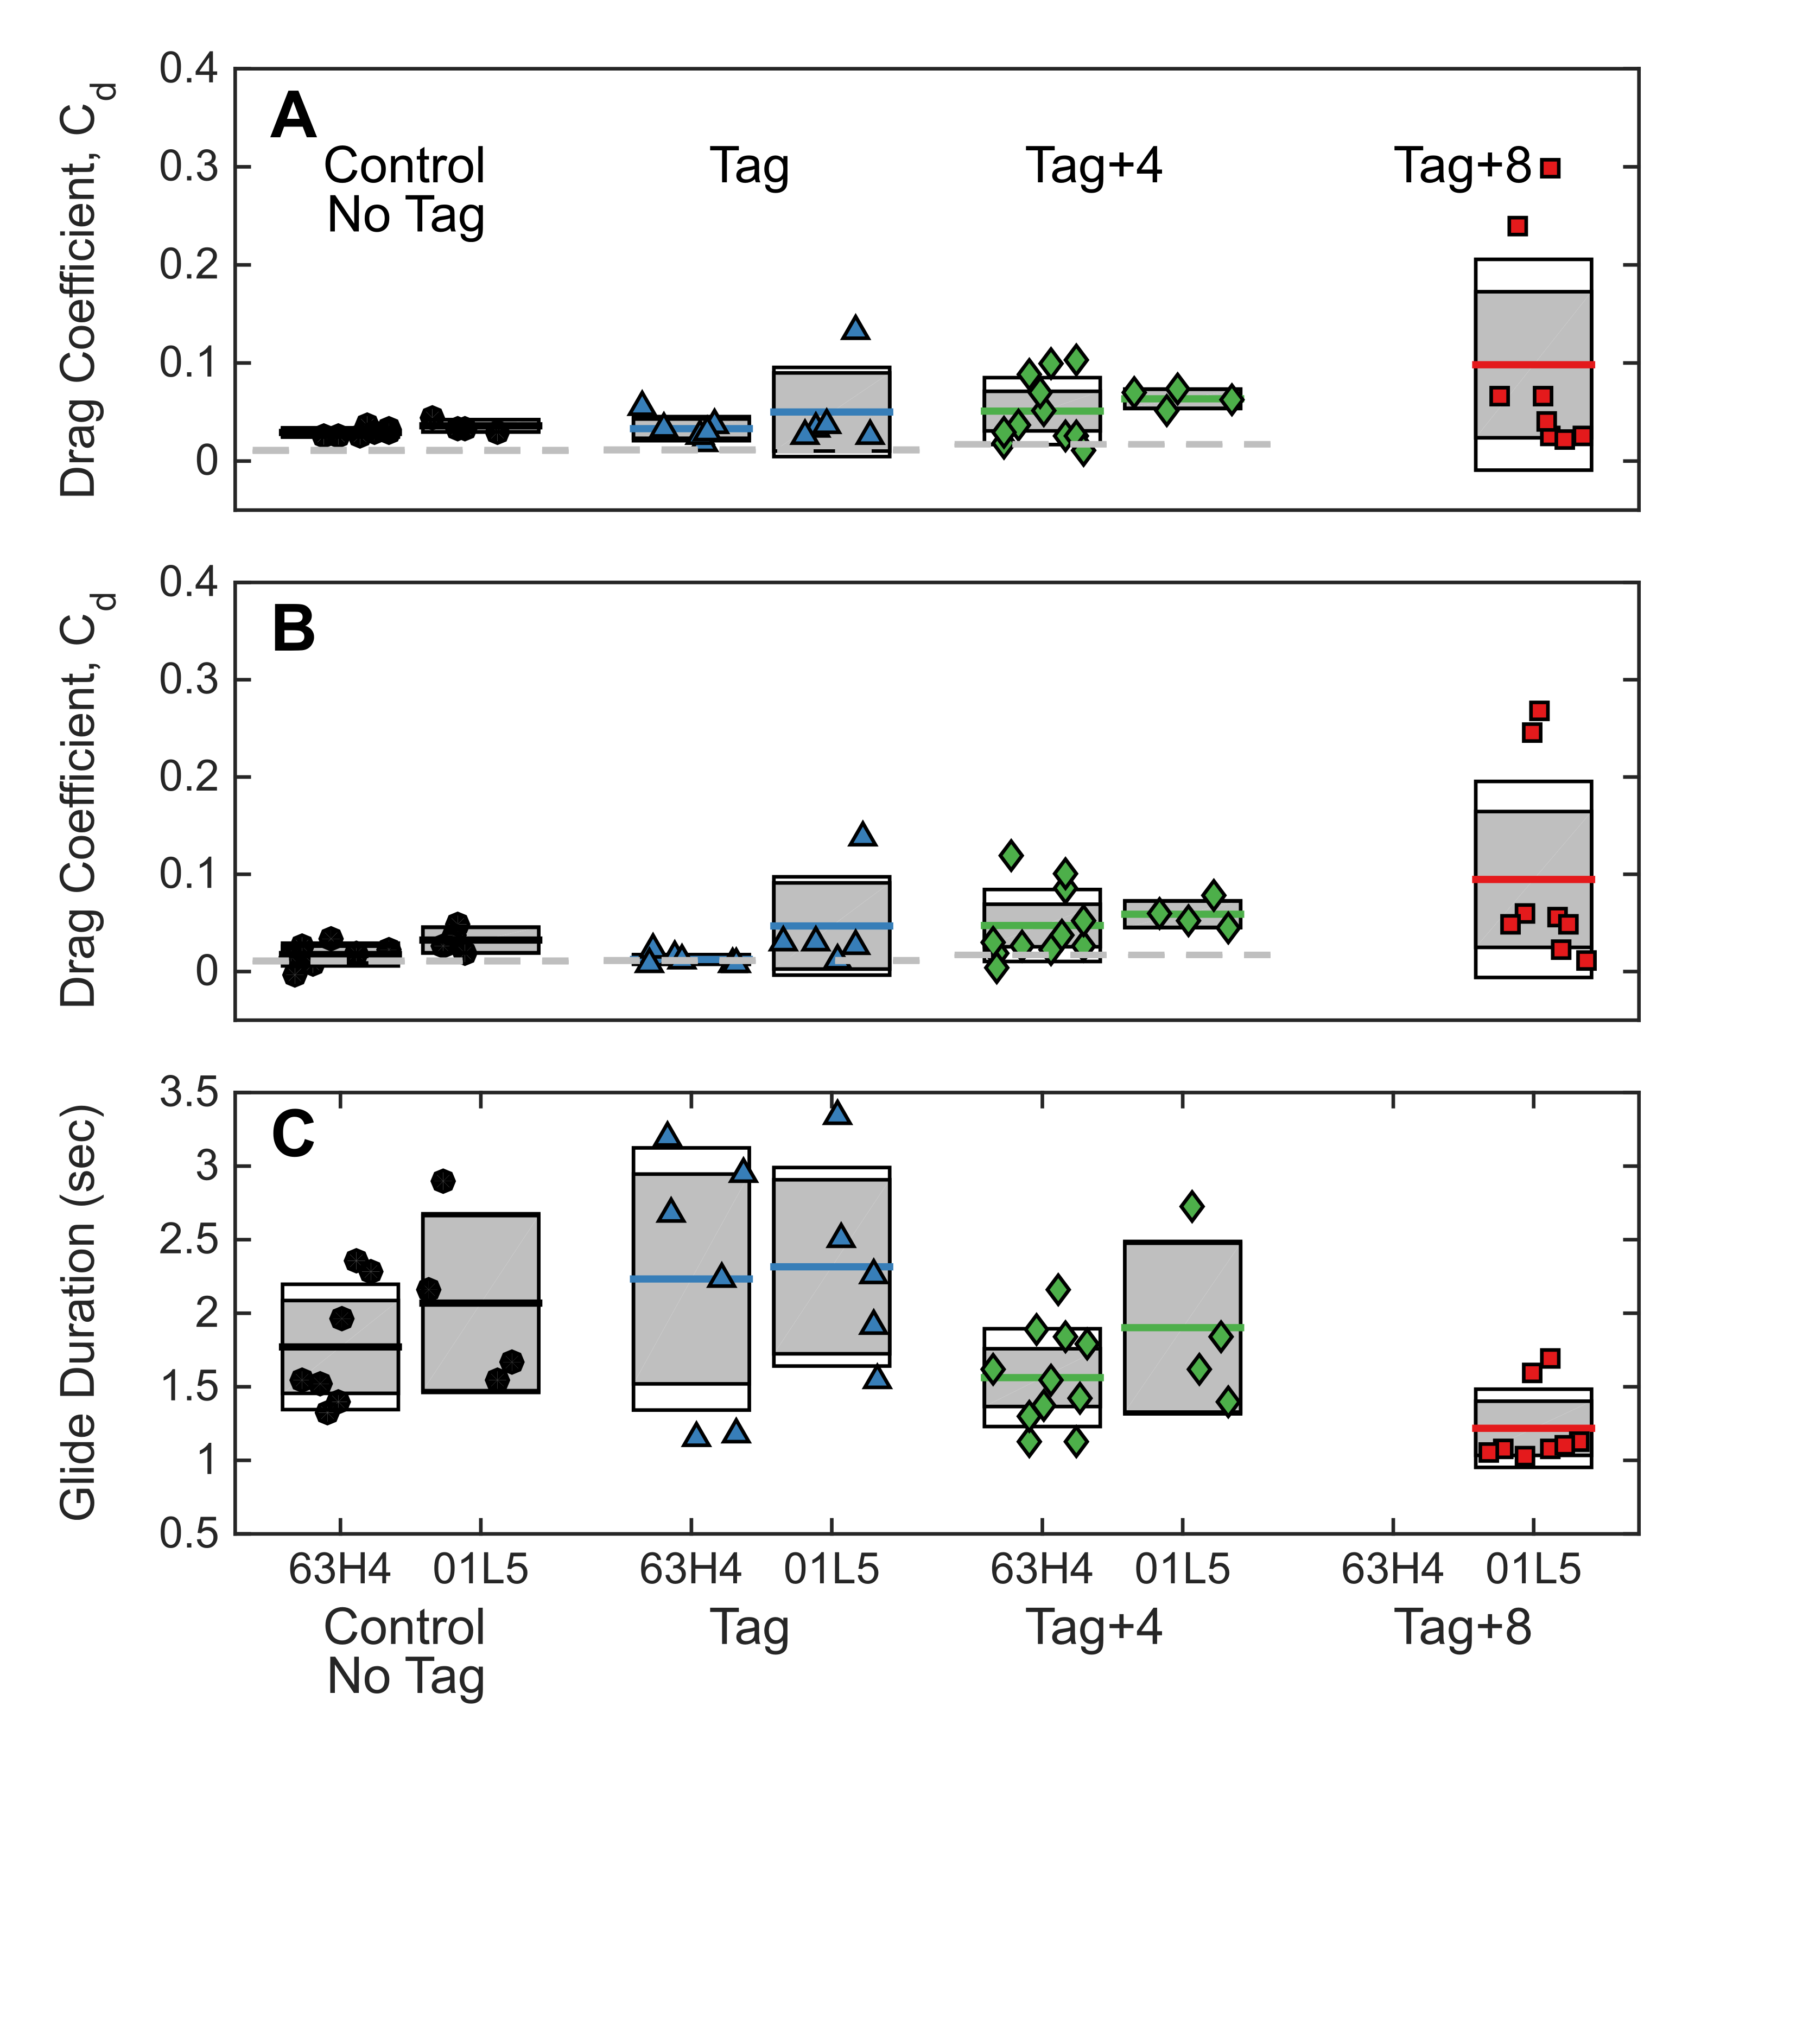 A
Control
No Tag
Tag
Tag+4
Tag+8
Drag Coefficient, Cd
0.4
0.3
0.2
0.1
0
B
Drag Coefficient, Cd
0.4
0.3
0.2
0.1
0
C
Glide Duration (sec)
3.5
3
2.5
2
1.5
1
0.5
63H4 01L5 63H4 01L5 63H4 01L5 63H4 01L5
Control Tag Tag+4 Tag+8
No Tag